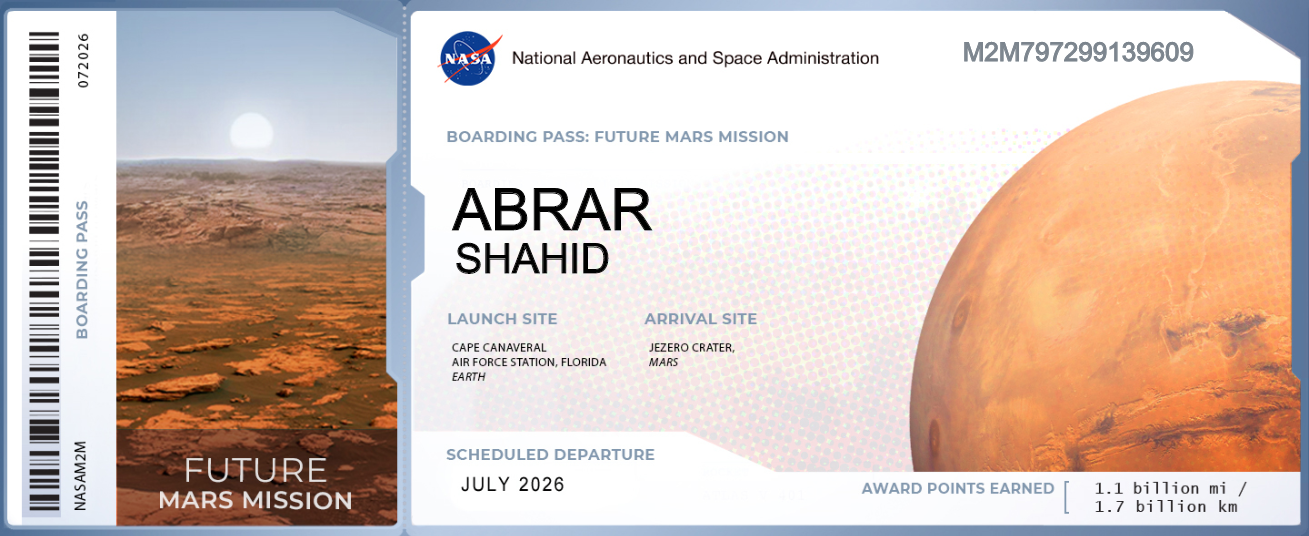 072026
BOARDING PASS
NASAM2M
FUTURE
MARS MISSION
NASA
National Aeronautics and Space Administration
M2M797299139609
BOARDING PASS: FUTURE MARS MISSION
ABRAR
SHAHID
LAUNCH SITE
CAPE CANAVERAL
AIR FORCE STATION, FLORIDA
EARTH
ARRIVAL SITE
JEZERO CRATER,
MARS
SCHEDULED DEPARTURE
JULY 2026
AWARD POINTS EARNED
1.1 billion mi /
1.7 billion km